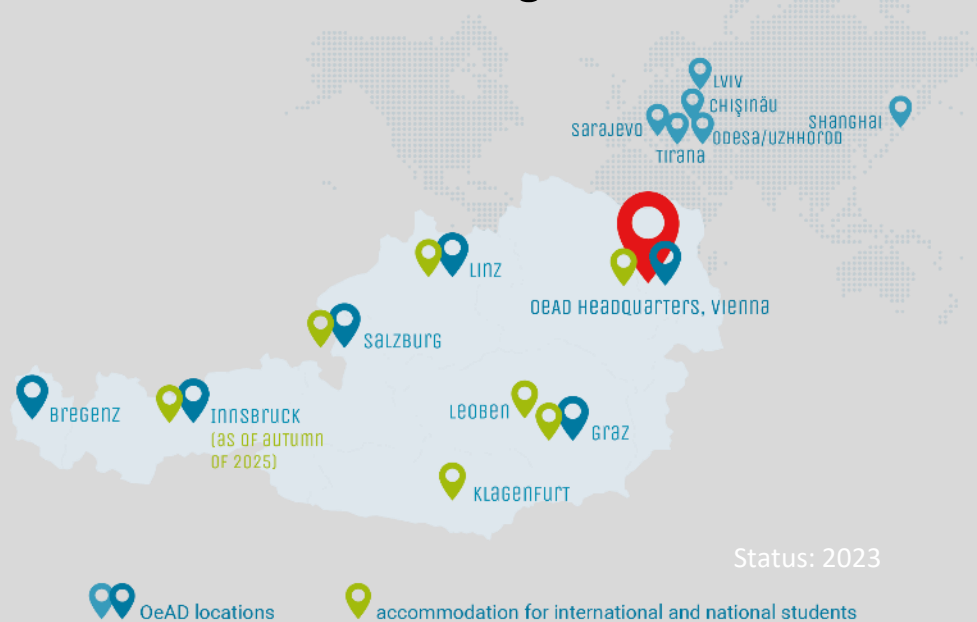 LVIV
CHIŞINĂU
SHANGHAI
SARAJEVO
ODESA/UZHHOROD
TIRANA
LINZ
OeAD HEADQUARTERS, VIENNA
SALZBURG
BREGENZ
INNSBRUCK
(AS OF AUTUMN
OF 2025)
LEOBEN
GRAZ
KLAGENFURT
Status: 2023
OeAD locations
accommodation for international and national students